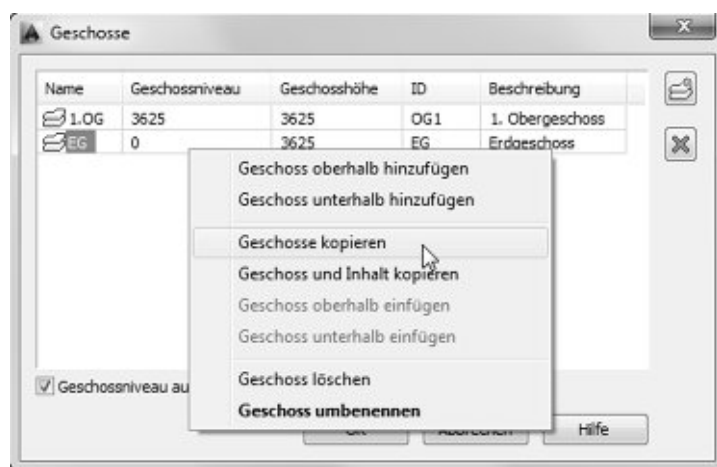 Geschosse
Name Geschossniveau Geschosshöhe ID Beschreibung
1.OG 3625 3625 OG1 1. Obergeschoss
EG 0 3625 EG Erdgeschoss
Geschoss oberhalb hinzufügen
Geschoss unterhalb hinzufügen
Geschosse kopieren
Geschoss und Inhalt kopieren
Geschoss oberhalb einfügen
Geschoss unterhalb einfügen
Geschoss löschen
Geschoss umbenennen
Geschossniveau au
Hilfe